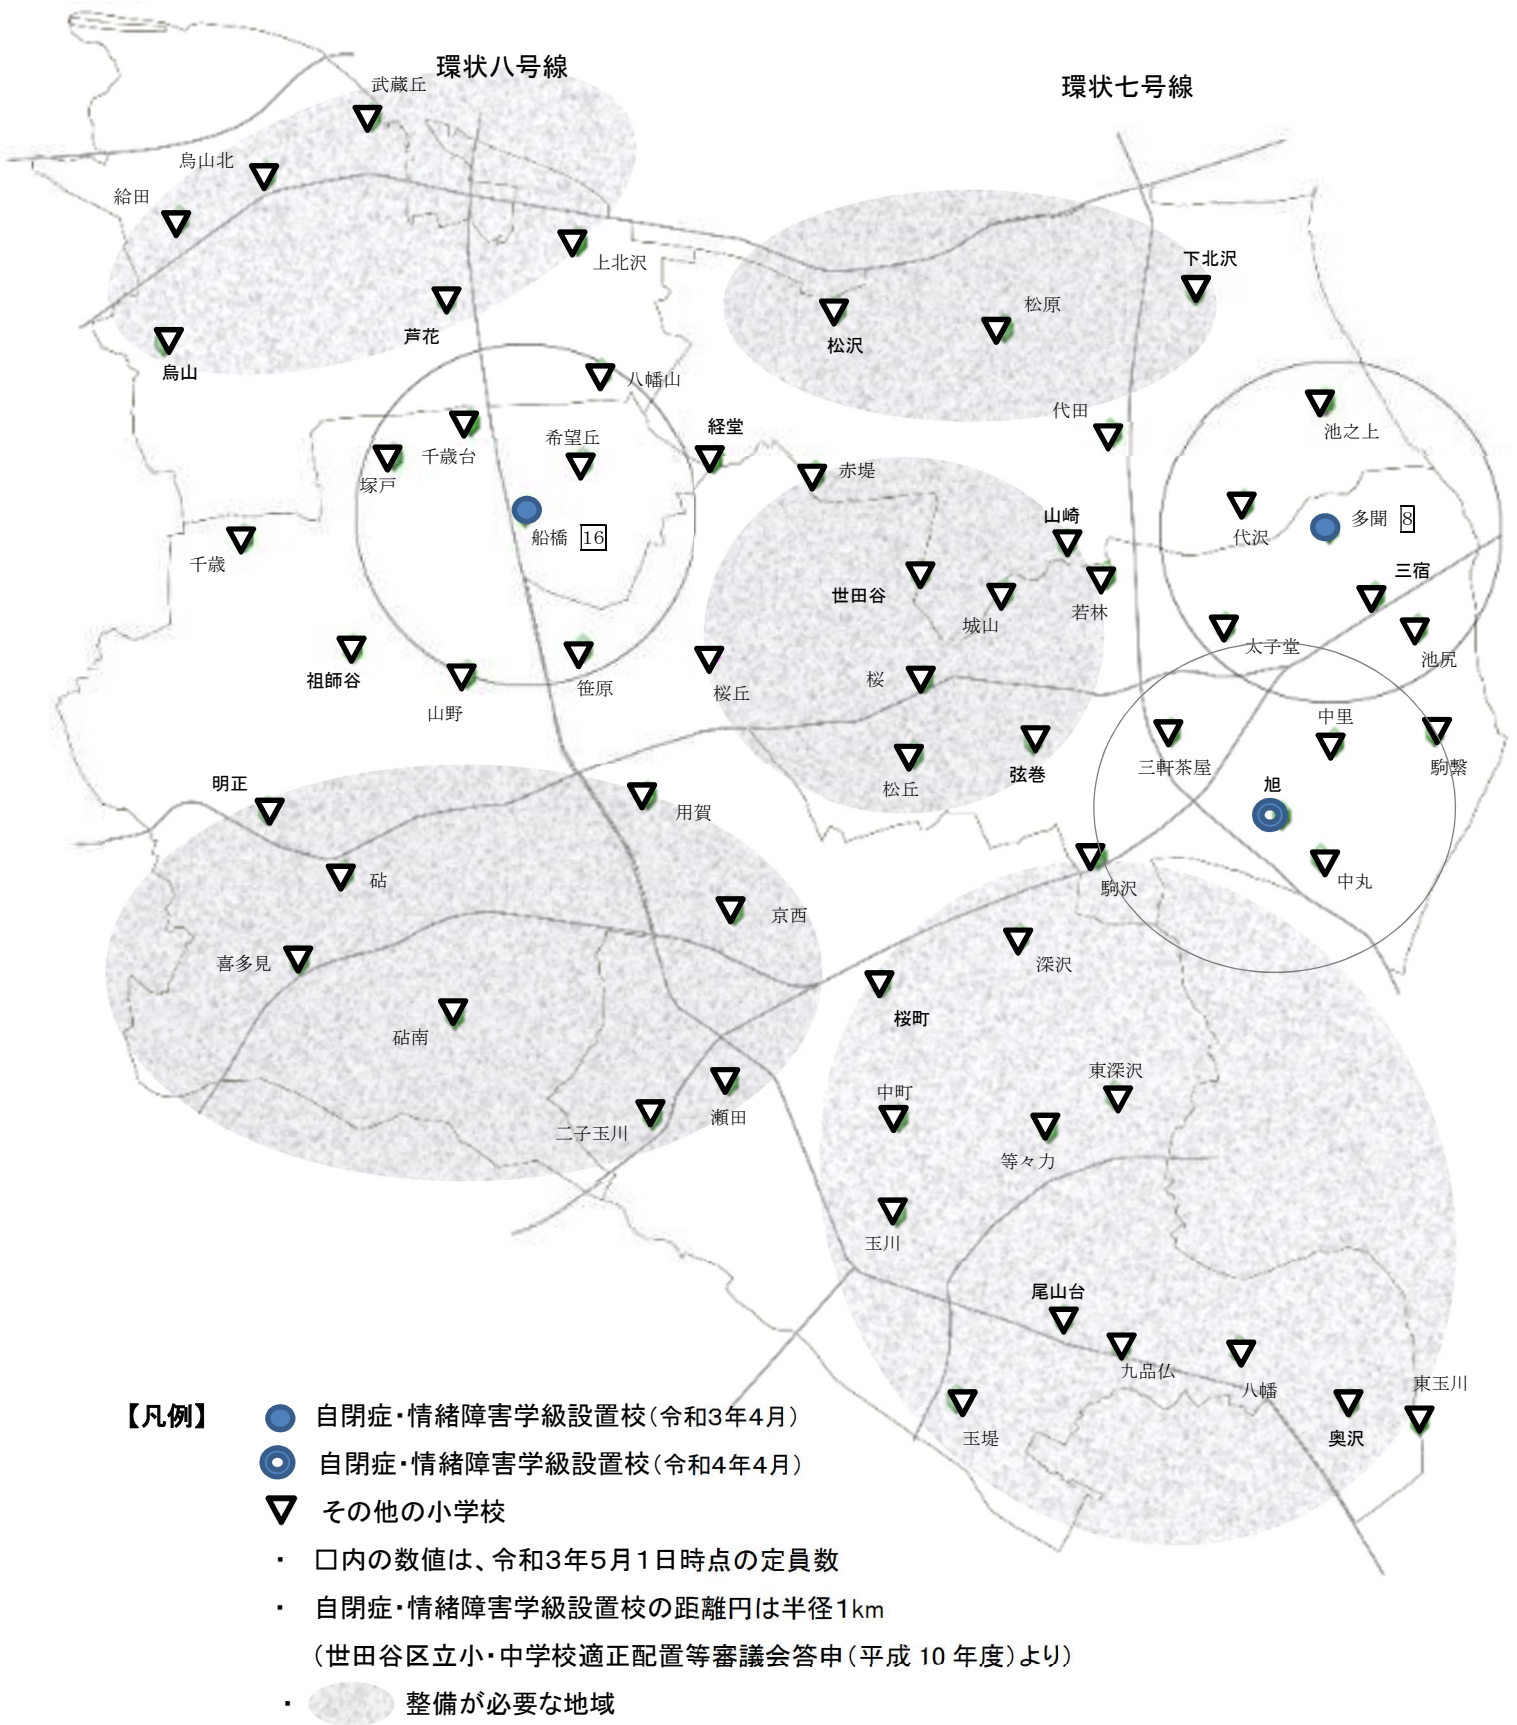 環状八号線
武蔵丘
環状七号線
烏山北
給田
上北沢
下北沢
松原
芦花
松沢
烏山
八幡山
代田
経堂
希望丘
千歳台
池之上
赤堤
塚戸
山崎
多聞 8
船橋 16
代沢
千歳
三宿
世田谷
城山
若林
太子堂
池尻
祖師谷
桜
笹原
桜丘
山野
中里
三軒茶屋
駒繋
弦巻
明正
旭
松丘
用賀
砧
中丸
駒沢
京西
喜多見
深沢
桜町
砧南
東深沢
中町
瀬田
二子玉川
等々力
玉川
尾山台
九品仏
八幡
東玉川
玉堤
奥沢
【凡例】
自閉症・情緒障害学級設置校(令和3年4月)
自閉症・情緒障害学級設置校(令和4年4月)
その他の小学校
・ □内の数値は、令和3年5月1日時点の定員数
・ 自閉症・情緒障害学級設置校の距離円は半径1km
(世田谷区立小・中学校適正配置等審議会答申(平成 10 年度)より)
・ 整備が必要な地域